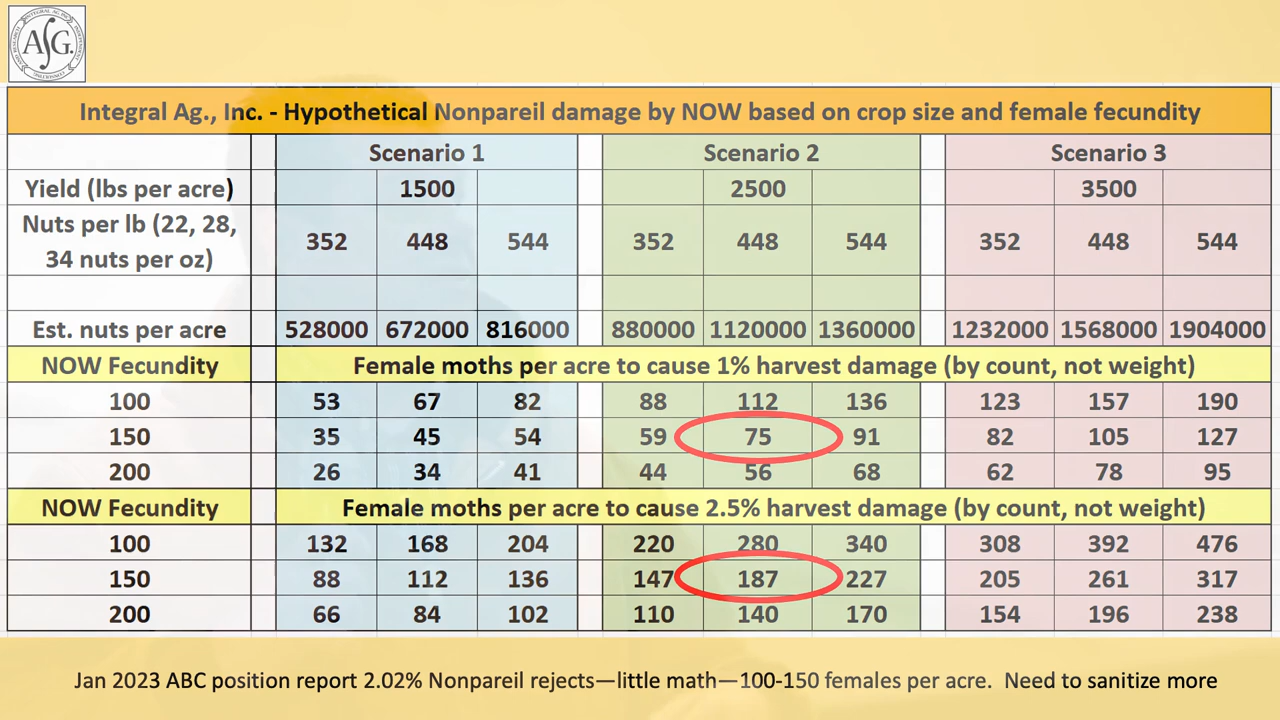 ASG.
Integral Ag., Inc. - Hypothetical Nonpareil damage by NOW based on crop size and female fecundity
Scenario 1 Scenario 2 Scenario 3
Yield (lbs per acre) 1500 2500 3500
Nuts per lb (22, 28,
34 nuts per oz) 352 448 544 352 448 544 352 448 544
Est. nuts per acre 528000 672000 816000 880000 1120000 1360000 1232000 1568000 1904000
NOW Fecundity Female moths per acre to cause 1% harvest damage (by count, not weight)
100 53 67 82 88 112 136 123 157 190
150 35 45 54 59 75 91 82 105 127
200 26 34 41 44 56 68 62 78 95
NOW Fecundity Female moths per acre to cause 2.5% harvest damage (by count, not weight)
100 132 168 204 220 280 340 308 392 476
150 88 112 136 147 187 227 205 261 317
200 66 84 102 110 140 170 154 196 238
Jan 2023 ABC position report 2.02% Nonpareil rejects—little math—100-150 females per acre. Need to sanitize more